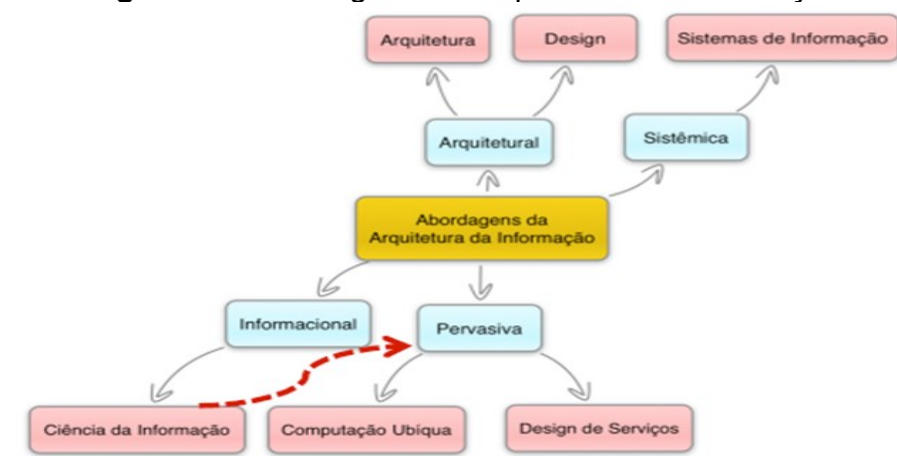 Arquitetura
Design
Sistemas de Informação
Arquitetural
Sistêmica
Abordagens da
Arquitetura da Informação
Informacional
Pervasiva
Ciência da Informação
Computação Ubíqua
Design de Serviços